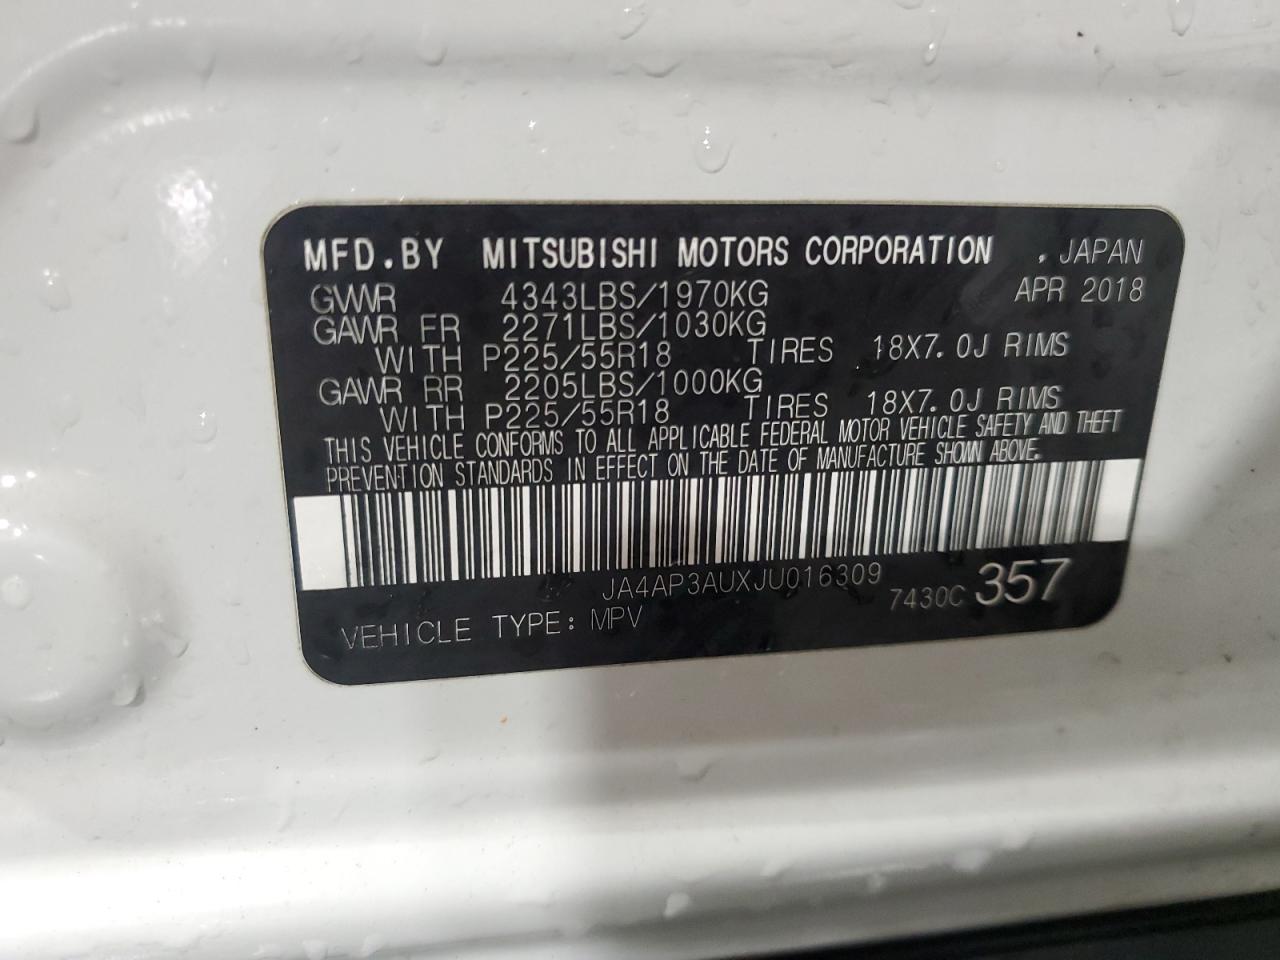 MFD.BY MITSUBISHI MOTORS CORPORATION , JAPAN
GVWR 4343LBS/1970KG APR 2018
GAWR FR 2271LBS/1030KG
WITH P225/55R18 TIRES 18X7.0J RIMS
GAWR RR 2205LBS/1000KG
WITH P225/55R18 TIRES 18X7.0J RIMS
THIS VEHICLE CONFORMS TO ALL APPLICABLE FEDERAL MOTOR VEHICLE SAFETY AND THEFT
PREVENTION STANDARDS IN EFFECT ON THE DATE OF MANUFACTURE SHOWN ABOVE.
JA4AP3AUXJU016309 7430C 357
VEHICLE TYPE: MPV